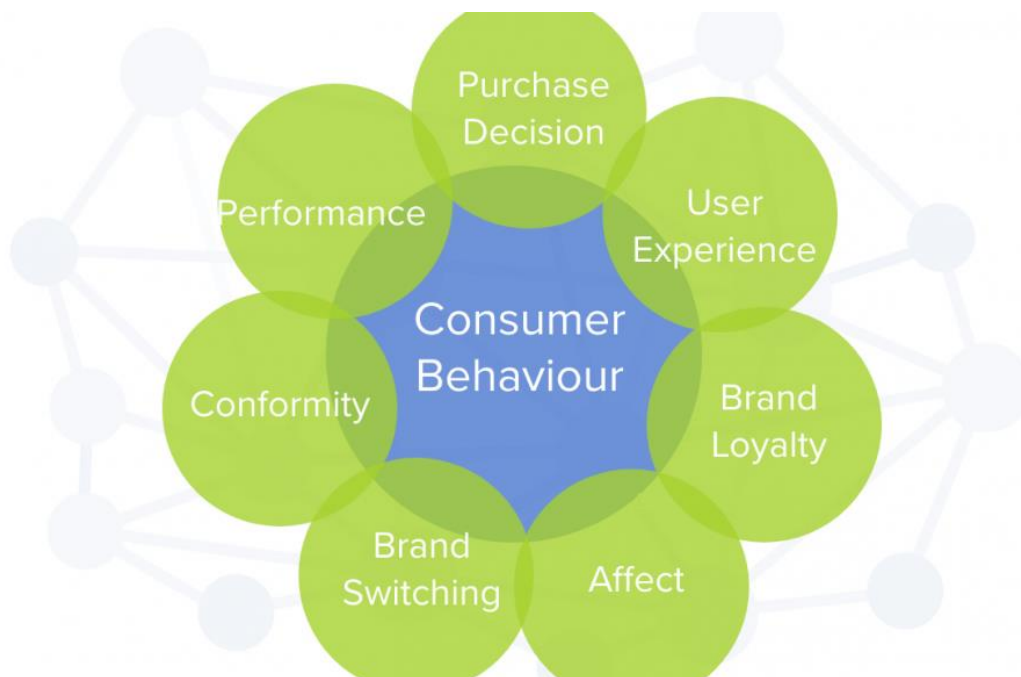 Purchase
Decision
User
Experience
Brand
Loyalty
Affect
Brand
Switching
Conformity
Performance
Consumer
Behaviour